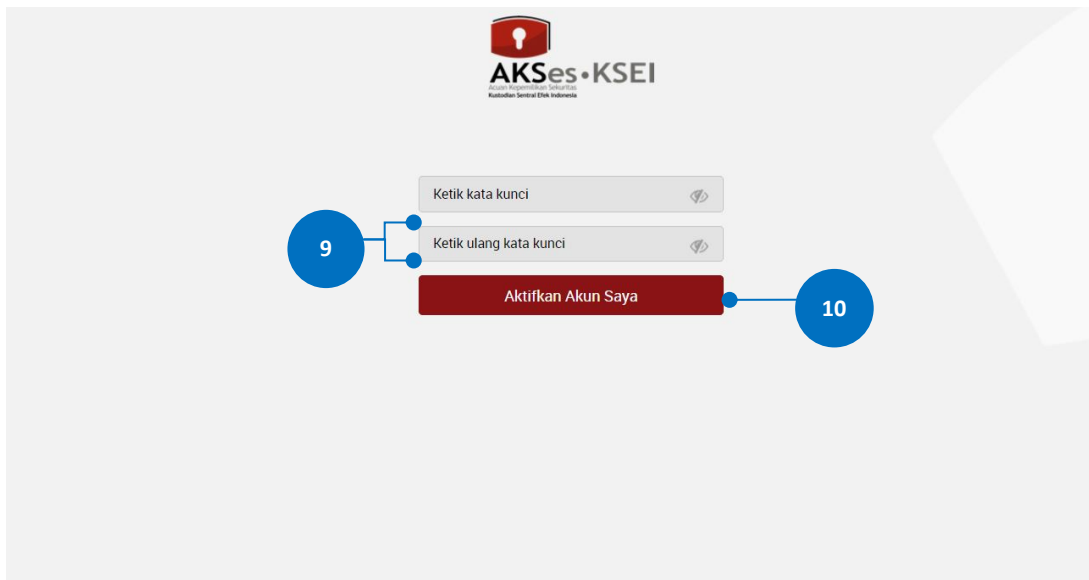 AKSes•KSEI
Acuan Kepemilikan Sekuritas
Kustodian Sentral Efek Indonesia
Ketik kata kunci
9
Ketik ulang kata kunci
Aktifkan Akun Saya
10